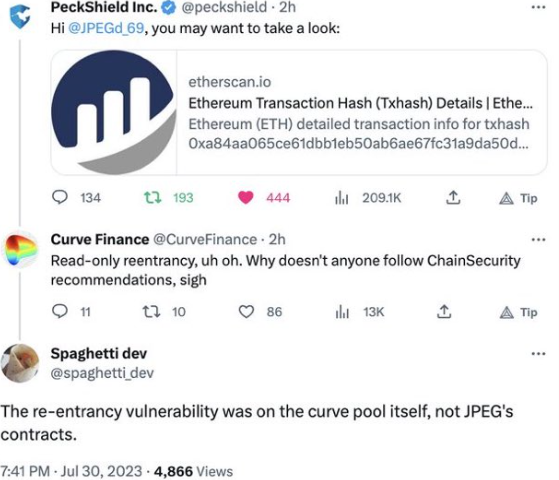 PeckShield Inc. @peckshield · 2h
Hi @JPEGd_69, you may want to take a look:
etherscan.io
Ethereum Transaction Hash (Txhash) Details | Ethe...
Ethereum (ETH) detailed transaction info for txhash
0xa84aa065ce61dbb1eb50ab6ae67fc31a9da50d...
134 193 444 209.1K Tip
Curve Finance @CurveFinance · 2h
Read-only reentrancy, uh oh. Why doesn't anyone follow ChainSecurity
recommendations, sigh
11 10 86 13K Tip
Spaghetti dev
@spaghetti_dev
The re-entrancy vulnerability was on the curve pool itself, not JPEG's
contracts.
7:41 PM · Jul 30, 2023 · 4,866 Views